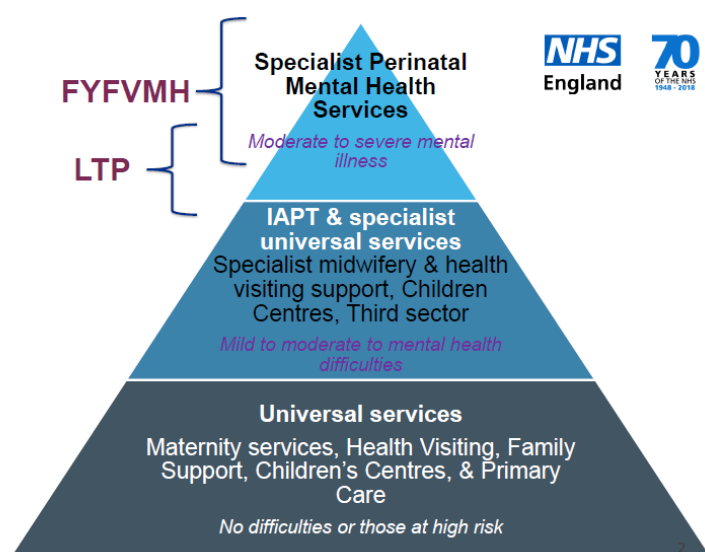 Specialist Perinatal
Mental Health
Services
Moderate to severe mental
illness
FYFVMH
LTP
NHS
England
70
YEARS
OF THE NHS
1948 - 2018
IAPT & specialist
universal services
Specialist midwifery & health
visiting support, Children
Centres, Third sector
Mild to moderate to mental health
difficulties
Universal services
Maternity services, Health Visiting, Family
Support, Children's Centres, & Primary
Care
No difficulties or those at high risk
2